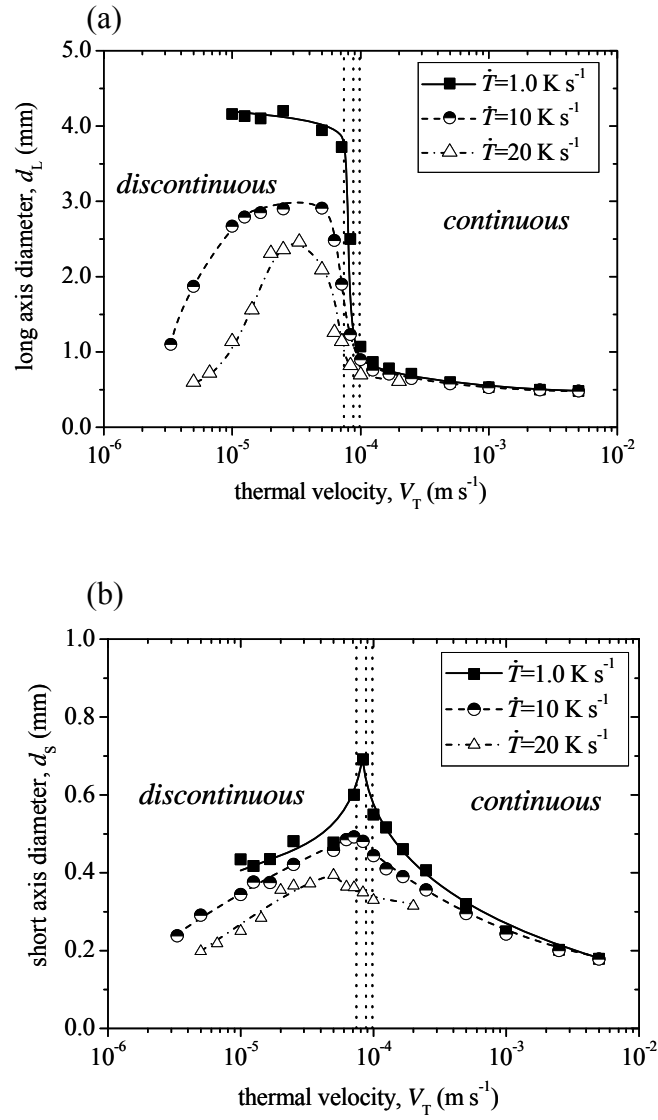 (a)
5.0
4.0
3.0
2.0
1.0
0.0
long axis diameter, d_L (mm)
Ṫ=1.0 K s⁻¹
Ṫ=10 K s⁻¹
Ṫ=20 K s⁻¹
discontinuous
continuous
10⁻⁶ 10⁻⁵ 10⁻⁴ 10⁻³ 10⁻²
thermal velocity, V_T (m s⁻¹)
(b)
1.0
0.8
0.6
0.4
0.2
0.0
short axis diameter, d_S (mm)
Ṫ=1.0 K s⁻¹
Ṫ=10 K s⁻¹
Ṫ=20 K s⁻¹
discontinuous
continuous
10⁻⁶ 10⁻⁵ 10⁻⁴ 10⁻³ 10⁻²
thermal velocity, V_T (m s⁻¹)